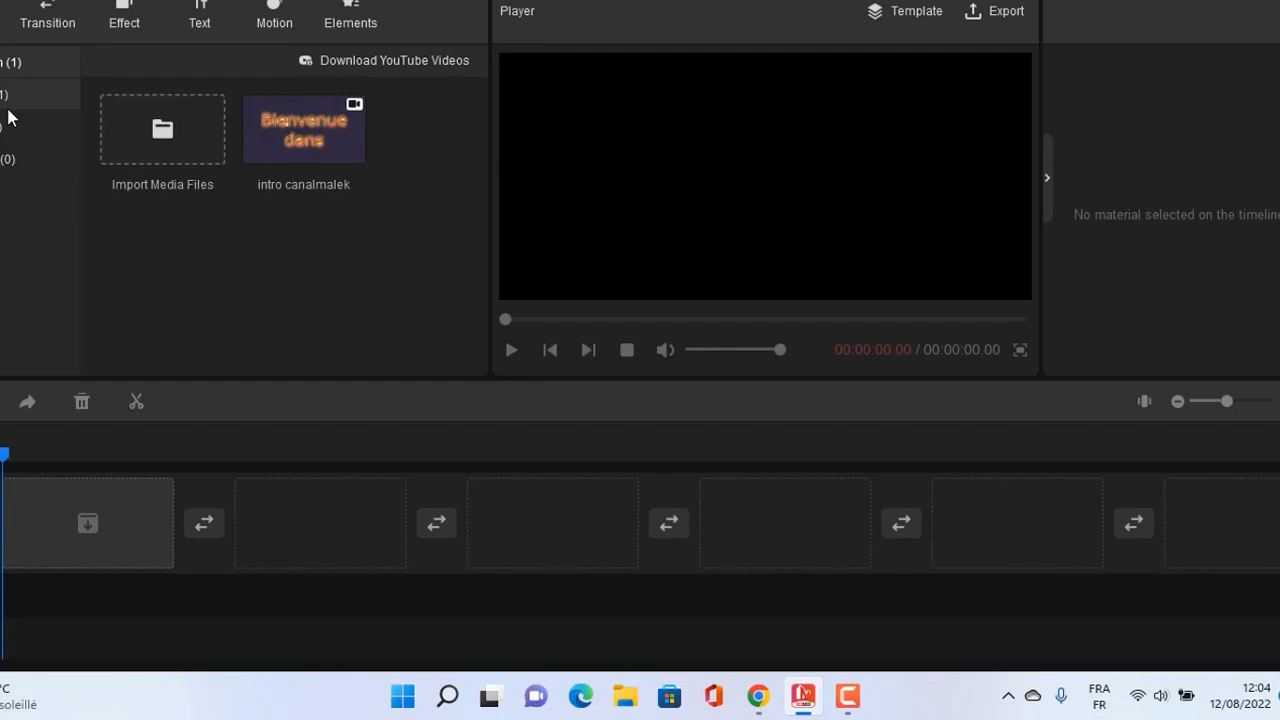 Player
Template
Export
Transition
Effect
Text
Motion
Elements
(1)
Download YouTube Videos
1)
)
(0)
Bienvenue
dans
Import Media Files
intro canalmalek
No material selected on the timeline
00:00:00.00 / 00:00:00.00
°C
soleillé
FRA
FR
12:04
12/08/2022